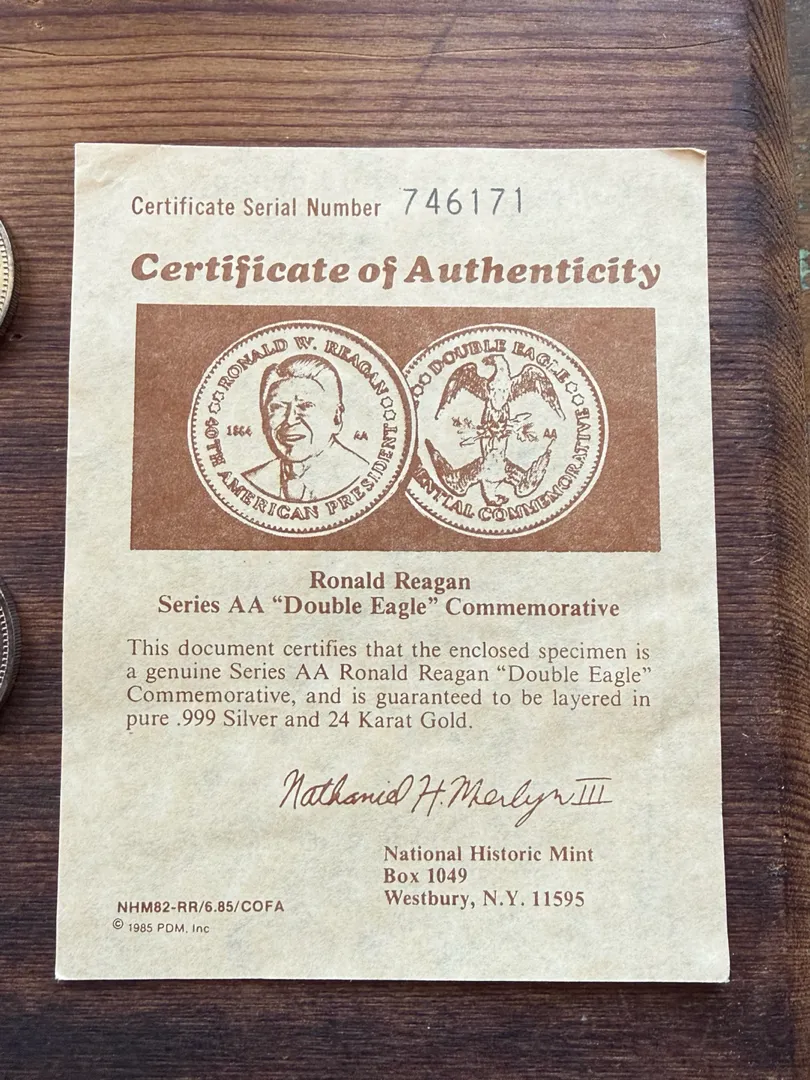 Certificate Serial Number 746171
Certificate of Authenticity
RONALD W. REAGAN
40TH AMERICAN PRESIDENT
DOUBLE EAGLE
ENTIAL COMMEMORATIVE
AA
Ronald Reagan
Series AA “Double Eagle” Commemorative
This document certifies that the enclosed specimen is
a genuine Series AA Ronald Reagan “Double Eagle”
Commemorative, and is guaranteed to be layered in
pure .999 Silver and 24 Karat Gold.
Nathaniel H. Merlyn III
National Historic Mint
Box 1049
Westbury, N.Y. 11595
NHM82-RR/6.85/COFA
© 1985 PDM, Inc